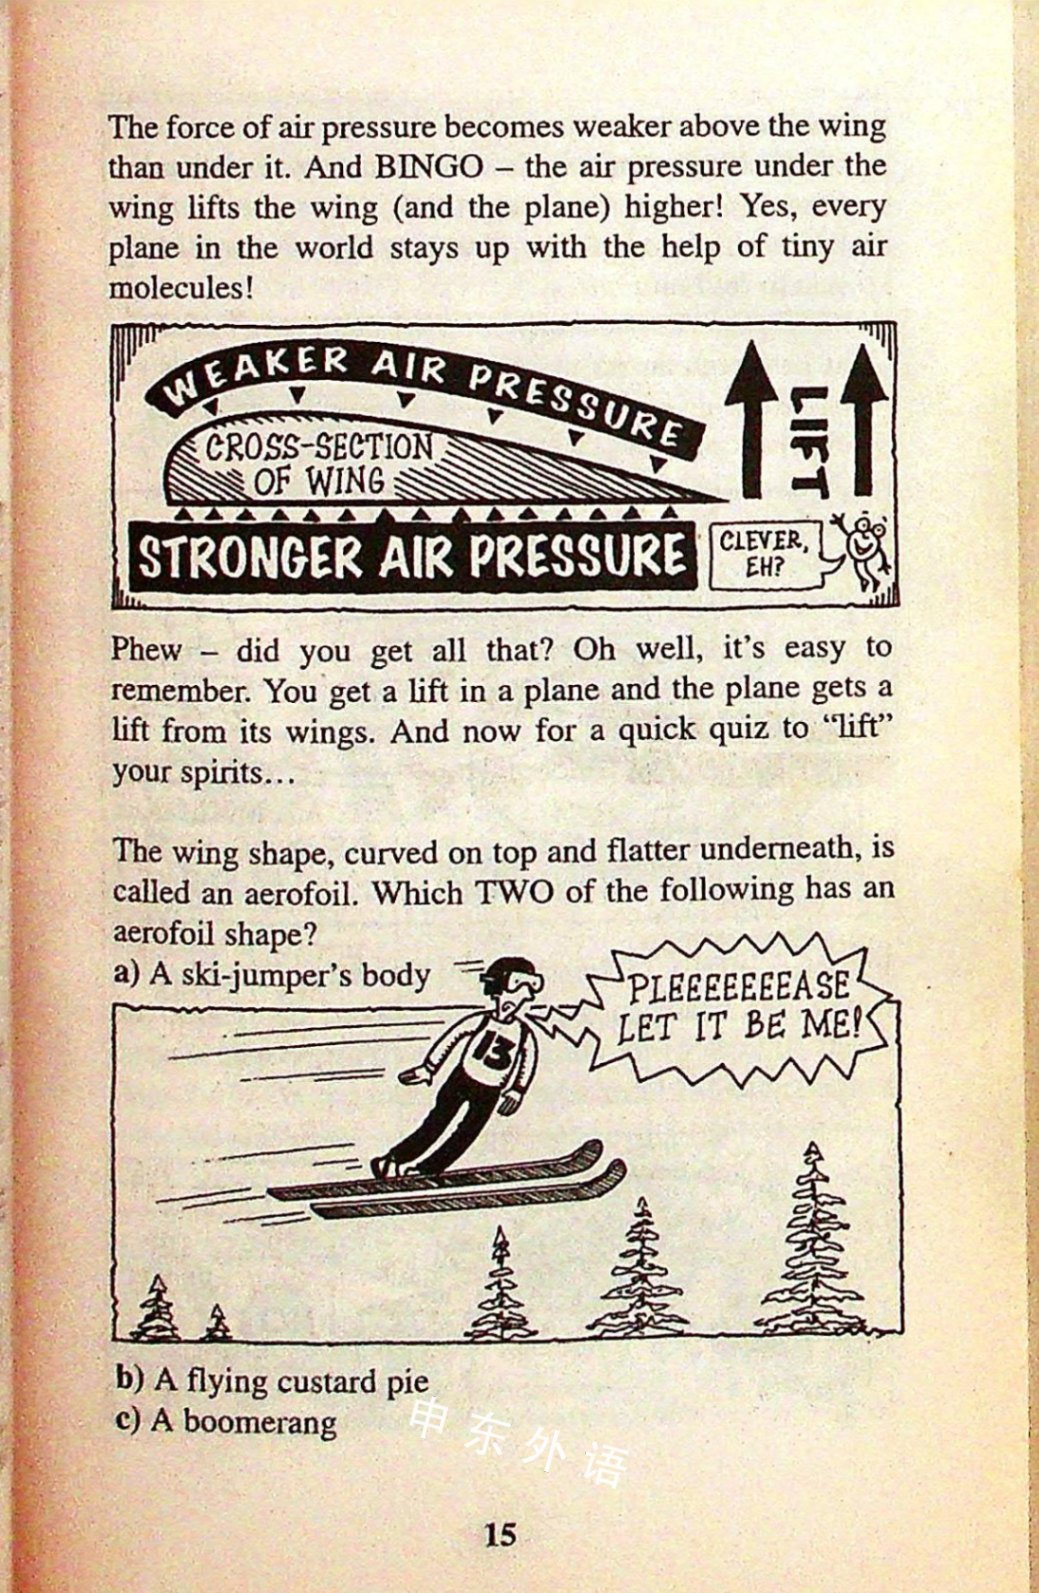 The force of air pressure becomes weaker above the wing
than under it. And BINGO – the air pressure under the
wing lifts the wing (and the plane) higher! Yes, every
plane in the world stays up with the help of tiny air
molecules!
WEAKER AIR PRESSURE
CROSS-SECTION
OF WING
LIFT
STRONGER AIR PRESSURE
CLEVER,
EH?
Phew – did you get all that? Oh well, it's easy to
remember. You get a lift in a plane and the plane gets a
lift from its wings. And now for a quick quiz to “lift”
your spirits...
The wing shape, curved on top and flatter underneath, is
called an aerofoil. Which TWO of the following has an
aerofoil shape?
a) A ski-jumper's body
PLEEEEEEEASE
LET IT BE ME!
13
b) A flying custard pie
c) A boomerang
申东外语
15